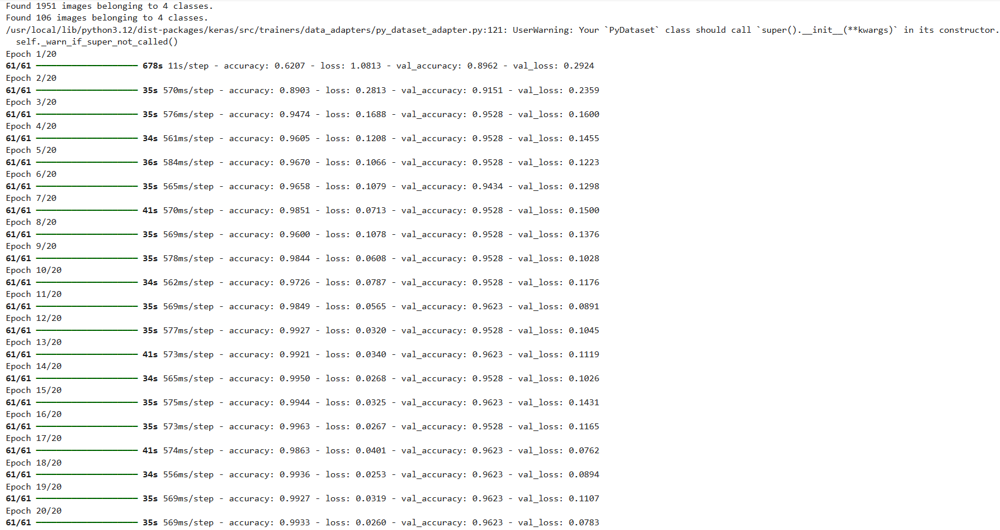 Found 1951 images belonging to 4 classes.
Found 106 images belonging to 4 classes.
/usr/local/lib/python3.12/dist-packages/keras/src/trainers/data_adapters/py_dataset_adapter.py:121: UserWarning: Your `PyDataset` class should call `super().__init__(**kwargs)` in its constructor.
  self._warn_if_super_not_called()
Epoch 1/20
61/61 ━━━━━━━━━━━━━━━━━━━━ 678s 11s/step - accuracy: 0.6207 - loss: 1.0813 - val_accuracy: 0.8962 - val_loss: 0.2924
Epoch 2/20
61/61 ━━━━━━━━━━━━━━━━━━━━ 35s 570ms/step - accuracy: 0.8903 - loss: 0.2813 - val_accuracy: 0.9151 - val_loss: 0.2359
Epoch 3/20
61/61 ━━━━━━━━━━━━━━━━━━━━ 35s 576ms/step - accuracy: 0.9474 - loss: 0.1688 - val_accuracy: 0.9528 - val_loss: 0.1600
Epoch 4/20
61/61 ━━━━━━━━━━━━━━━━━━━━ 34s 561ms/step - accuracy: 0.9605 - loss: 0.1208 - val_accuracy: 0.9528 - val_loss: 0.1455
Epoch 5/20
61/61 ━━━━━━━━━━━━━━━━━━━━ 36s 584ms/step - accuracy: 0.9670 - loss: 0.1066 - val_accuracy: 0.9528 - val_loss: 0.1223
Epoch 6/20
61/61 ━━━━━━━━━━━━━━━━━━━━ 35s 565ms/step - accuracy: 0.9658 - loss: 0.1079 - val_accuracy: 0.9434 - val_loss: 0.1298
Epoch 7/20
61/61 ━━━━━━━━━━━━━━━━━━━━ 41s 570ms/step - accuracy: 0.9851 - loss: 0.0713 - val_accuracy: 0.9528 - val_loss: 0.1500
Epoch 8/20
61/61 ━━━━━━━━━━━━━━━━━━━━ 35s 569ms/step - accuracy: 0.9600 - loss: 0.1078 - val_accuracy: 0.9528 - val_loss: 0.1376
Epoch 9/20
61/61 ━━━━━━━━━━━━━━━━━━━━ 35s 578ms/step - accuracy: 0.9844 - loss: 0.0608 - val_accuracy: 0.9528 - val_loss: 0.1028
Epoch 10/20
61/61 ━━━━━━━━━━━━━━━━━━━━ 34s 562ms/step - accuracy: 0.9726 - loss: 0.0787 - val_accuracy: 0.9528 - val_loss: 0.1176
Epoch 11/20
61/61 ━━━━━━━━━━━━━━━━━━━━ 35s 569ms/step - accuracy: 0.9849 - loss: 0.0565 - val_accuracy: 0.9623 - val_loss: 0.0891
Epoch 12/20
61/61 ━━━━━━━━━━━━━━━━━━━━ 35s 577ms/step - accuracy: 0.9927 - loss: 0.0320 - val_accuracy: 0.9528 - val_loss: 0.1045
Epoch 13/20
61/61 ━━━━━━━━━━━━━━━━━━━━ 41s 573ms/step - accuracy: 0.9921 - loss: 0.0340 - val_accuracy: 0.9623 - val_loss: 0.1119
Epoch 14/20
61/61 ━━━━━━━━━━━━━━━━━━━━ 34s 565ms/step - accuracy: 0.9950 - loss: 0.0268 - val_accuracy: 0.9528 - val_loss: 0.1026
Epoch 15/20
61/61 ━━━━━━━━━━━━━━━━━━━━ 35s 575ms/step - accuracy: 0.9944 - loss: 0.0325 - val_accuracy: 0.9623 - val_loss: 0.1431
Epoch 16/20
61/61 ━━━━━━━━━━━━━━━━━━━━ 35s 573ms/step - accuracy: 0.9963 - loss: 0.0267 - val_accuracy: 0.9528 - val_loss: 0.1165
Epoch 17/20
61/61 ━━━━━━━━━━━━━━━━━━━━ 41s 574ms/step - accuracy: 0.9863 - loss: 0.0401 - val_accuracy: 0.9623 - val_loss: 0.0762
Epoch 18/20
61/61 ━━━━━━━━━━━━━━━━━━━━ 34s 556ms/step - accuracy: 0.9936 - loss: 0.0253 - val_accuracy: 0.9623 - val_loss: 0.0894
Epoch 19/20
61/61 ━━━━━━━━━━━━━━━━━━━━ 35s 569ms/step - accuracy: 0.9927 - loss: 0.0319 - val_accuracy: 0.9623 - val_loss: 0.1107
Epoch 20/20
61/61 ━━━━━━━━━━━━━━━━━━━━ 35s 569ms/step - accuracy: 0.9933 - loss: 0.0260 - val_accuracy: 0.9623 - val_loss: 0.0783